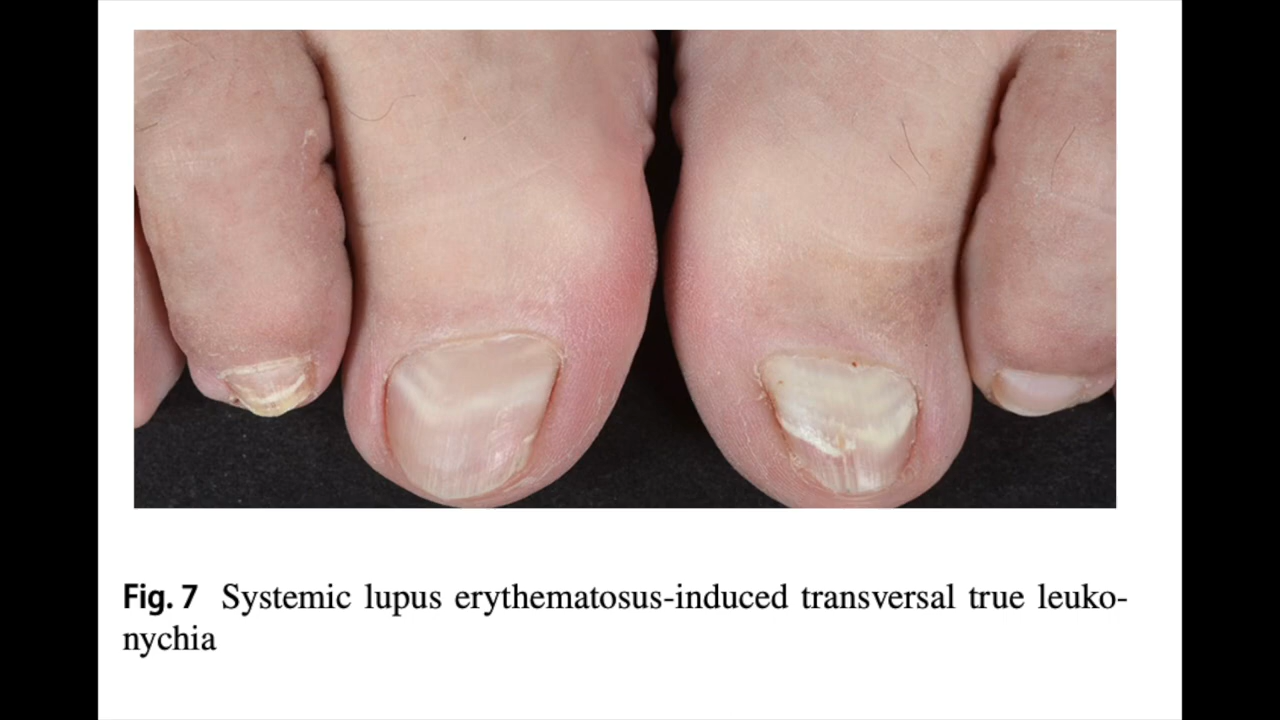 Fig. 7 Systemic lupus erythematosus-induced transversal true leuko-
nychia